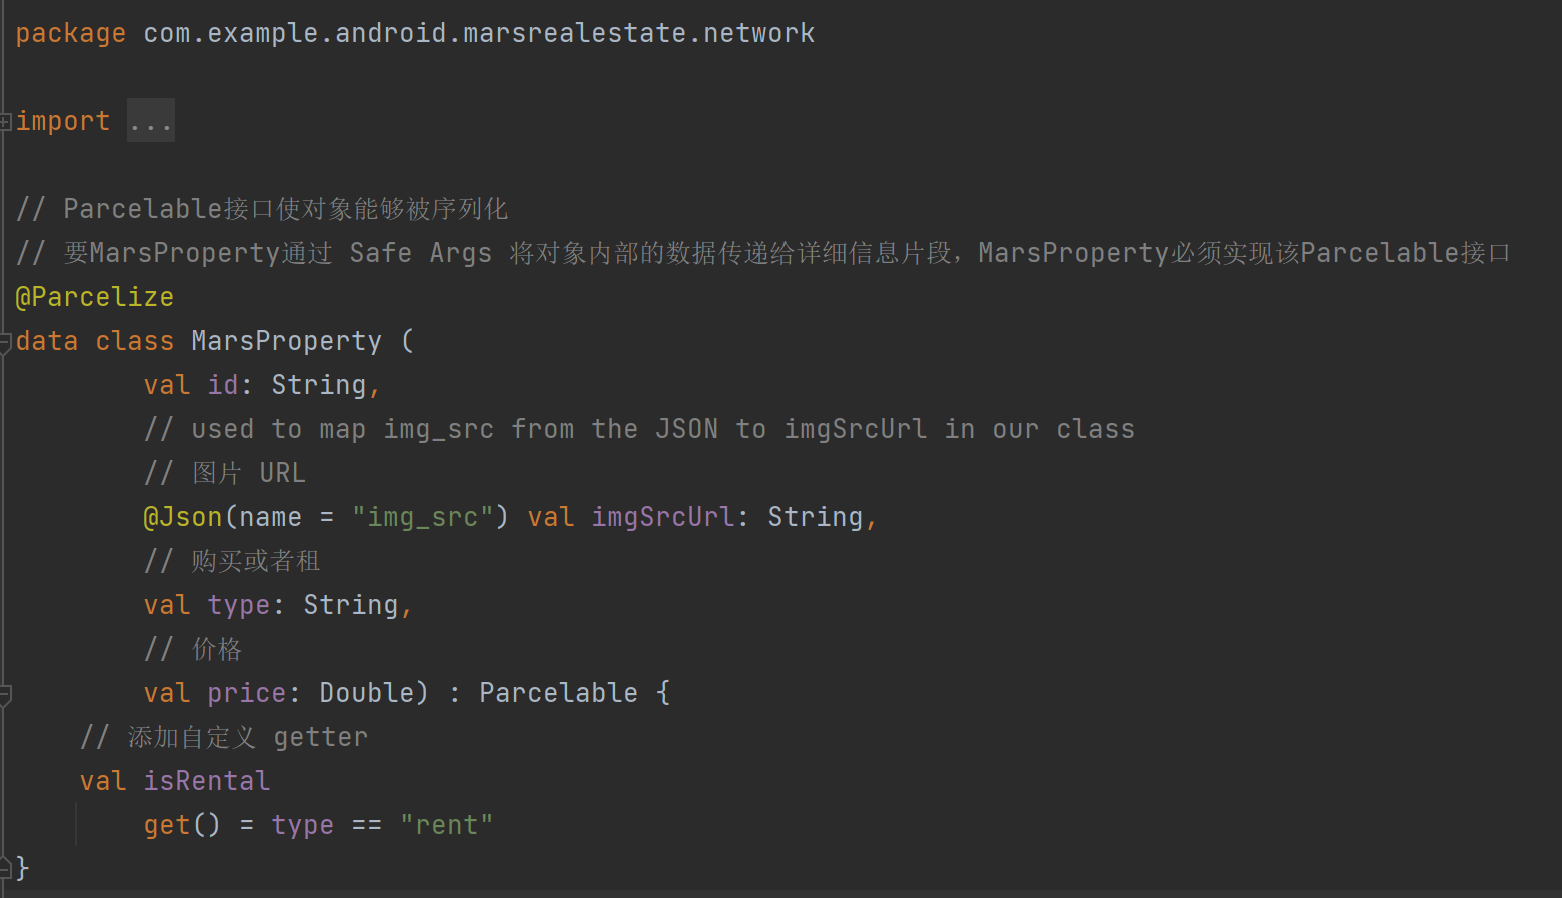 package com.example.android.marsrealestate.network
import ...
// Parcelable接口使对象能够被序列化
// 要MarsProperty通过 Safe Args 将对象内部的数据传递给详细信息片段，MarsProperty必须实现该Parcelable接口
@Parcelize
data class MarsProperty (
val id: String,
// used to map img_src from the JSON to imgSrcUrl in our class
// 图片 URL
@Json(name = "img_src") val imgSrcUrl: String,
// 购买或者租
val type: String,
// 价格
val price: Double) : Parcelable {
// 添加自定义 getter
val isRental
get() = type == "rent"
}